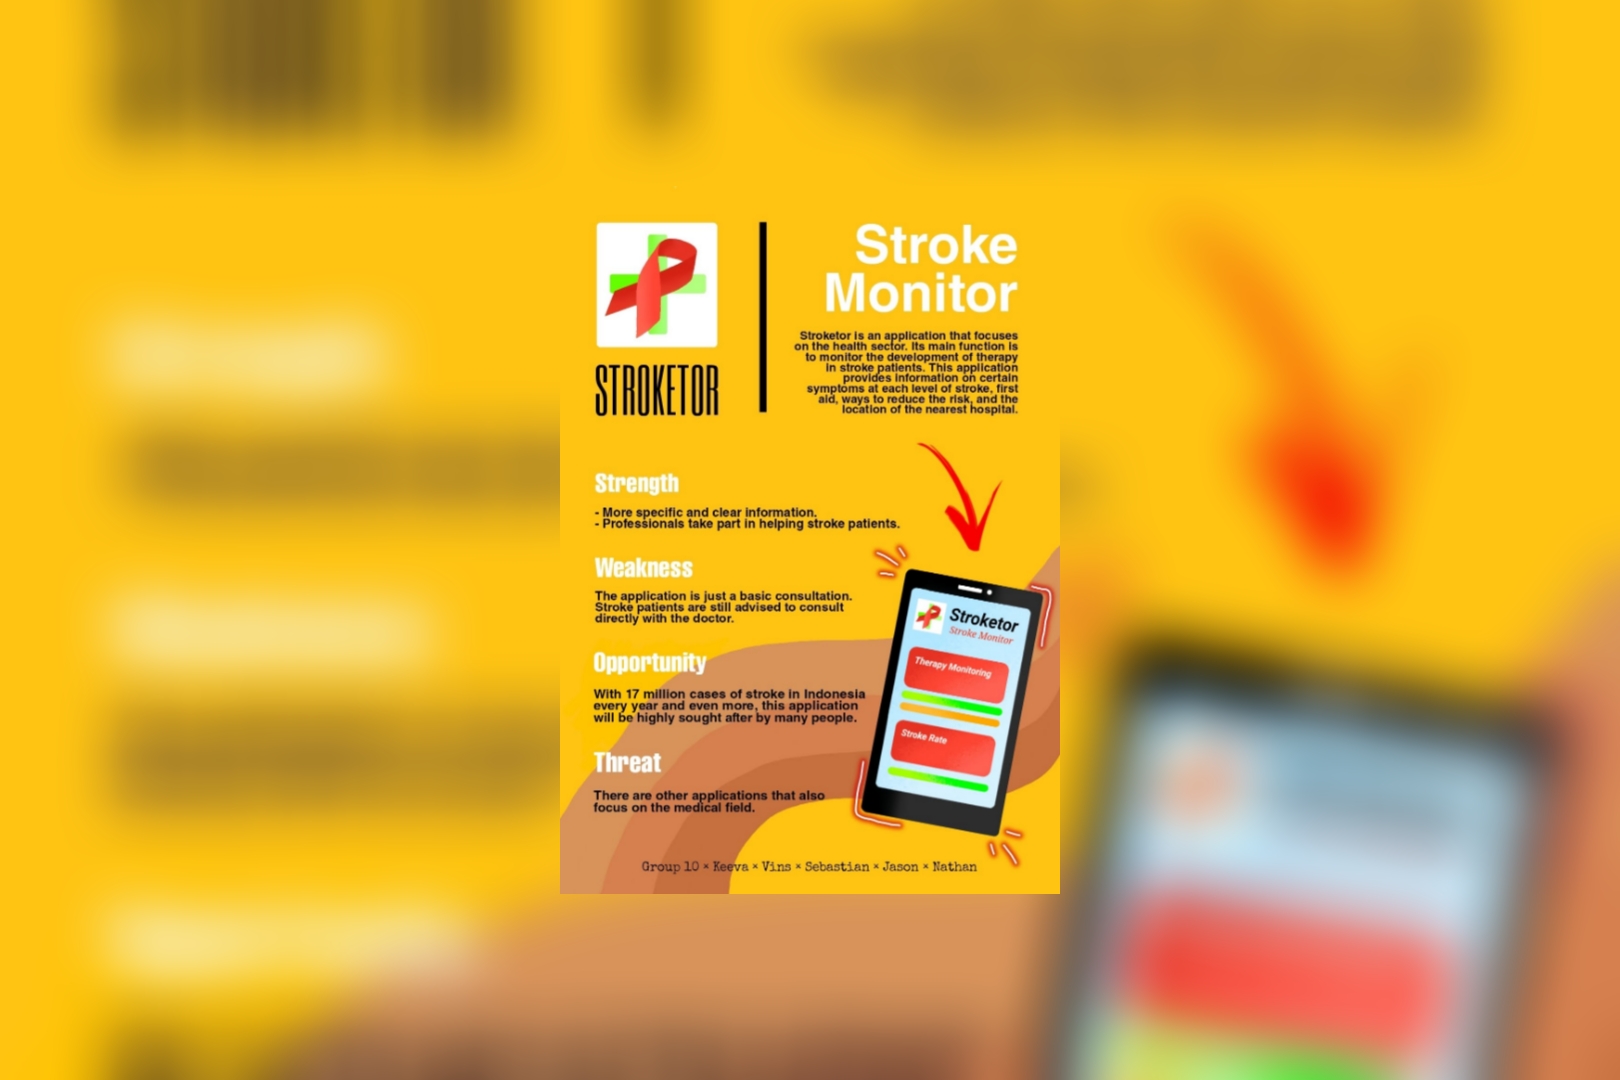 STROKETOR
Stroke
Monitor
Stroketor is an application that focuses
on the health sector. Its main function is
to monitor the development of therapy
in stroke patients. This application
provides information on certain
symptoms at each level of stroke, first
aid, ways to reduce the risk, and the
location of the nearest hospital.
Strength
- More specific and clear information.
- Professionals take part in helping stroke patients.
Weakness
The application is just a basic consultation.
Stroke patients are still advised to consult
directly with the doctor.
Opportunity
With 17 million cases of stroke in Indonesia
every year and even more, this application
will be highly sought after by many people.
Threat
There are other applications that also
focus on the medical field.
Stroketor
Stroke Monitor
Therapy Monitoring
Stroke Rate
Group 10 × Keeva × Vins × Sebastian × Jason × Nathan